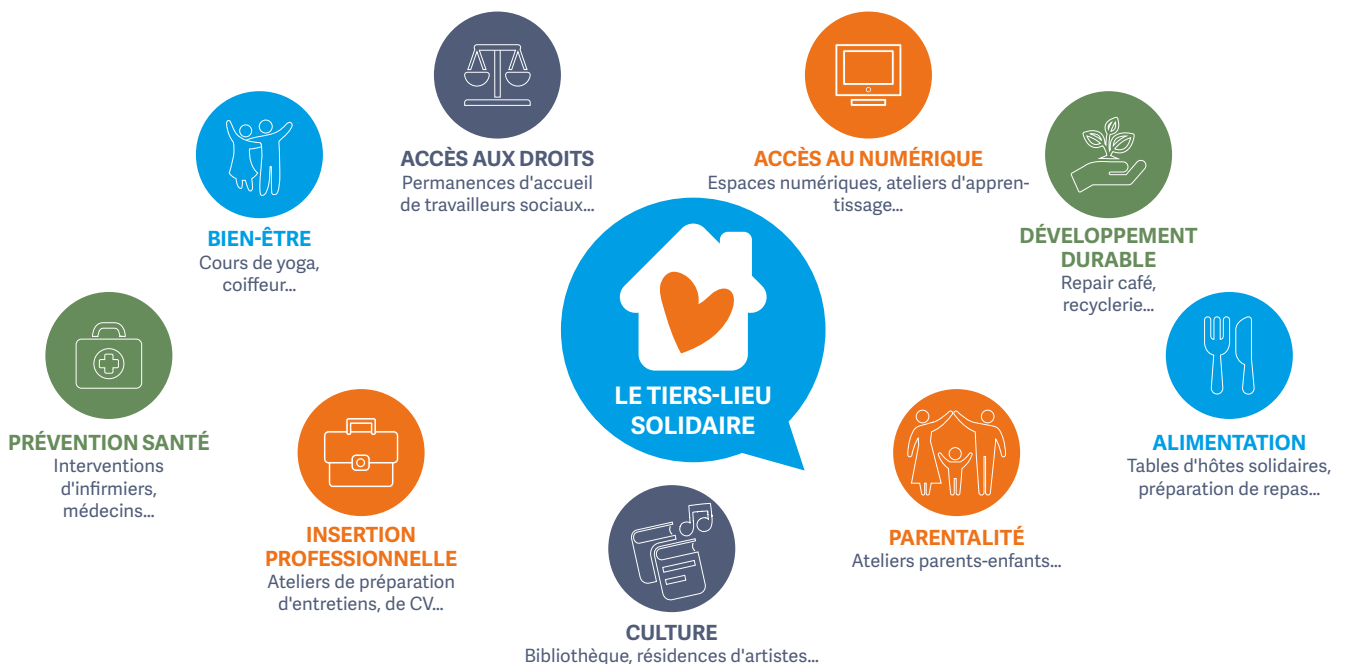 ACCÈS AUX DROITS
Permanences d'accueil
de travailleurs sociaux...
ACCÈS AU NUMÉRIQUE
Espaces numériques, ateliers d'appren-
tissage...
BIEN-ÊTRE
Cours de yoga,
coiffeur...
DÉVELOPPEMENT
DURABLE
Repair café,
recyclerie...
LE TIERS-LIEU
SOLIDAIRE
PRÉVENTION SANTÉ
Interventions
d'infirmiers,
médecins...
ALIMENTATION
Tables d'hôtes solidaires,
préparation de repas...
INSERTION
PROFESSIONNELLE
Ateliers de préparation
d'entretiens, de CV...
PARENTALITÉ
Ateliers parents-enfants...
CULTURE
Bibliothèque, résidences d'artistes...